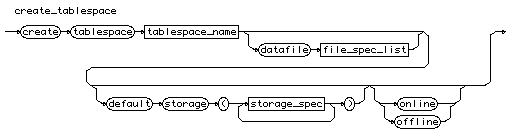 create_tablespace
create tablespace tablespace_name
datafile file_spec_list
default storage ( storage_spec ) online
offline